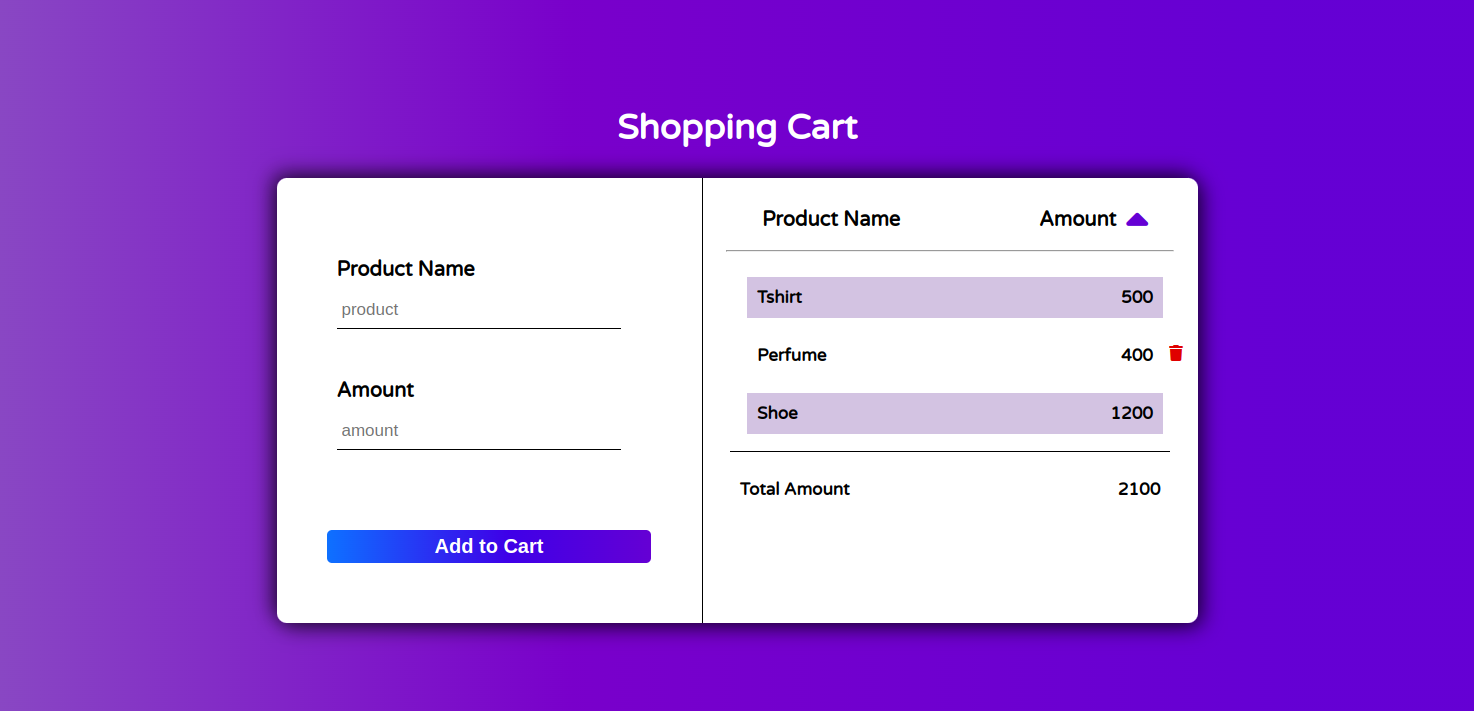 Shopping Cart
Product Name
product
Amount
amount
Add to Cart
Product Name Amount
Tshirt 500
Perfume 400
Shoe 1200
Total Amount 2100